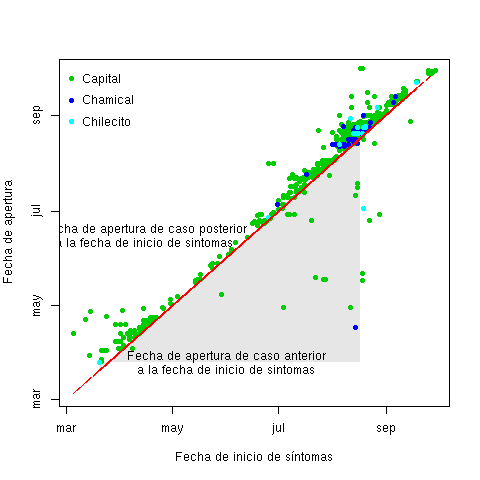 Capital
Chamical
Chilecito
cha de apertura de caso posterior
a la fecha de inicio de sintomas
Fecha de apertura de caso anterior
a la fecha de inicio de sintomas
Fecha de apertura
mar
may
jul
sep
mar
may
jul
sep
Fecha de inicio de síntomas